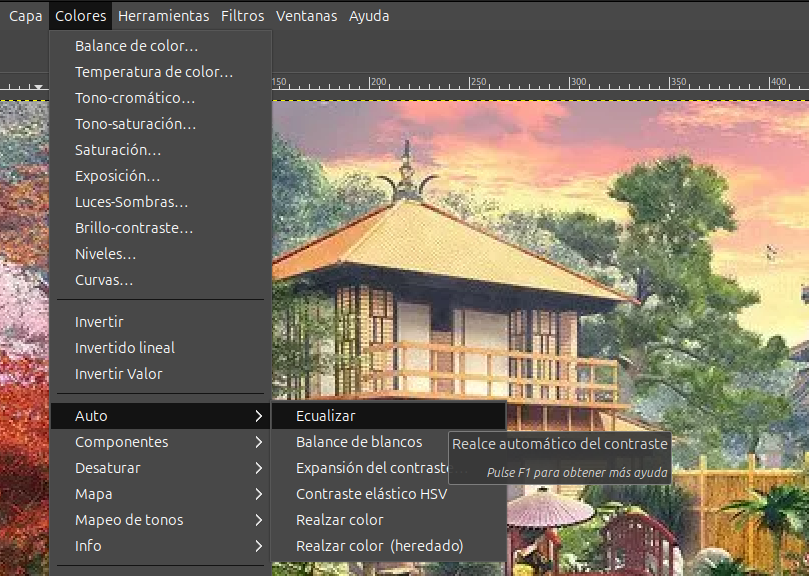 Capa Colores Herramientas Filtros Ventanas Ayuda
Balance de color...
Temperatura de color...
150 200 250 300 350 400
Tono-cromático...
Tono-saturación...
Saturación...
Exposición...
Luces-Sombras...
Brillo-contraste...
Niveles...
Curvas...
Invertir
Invertido lineal
Invertir Valor
Auto
Componentes
Desaturar
Mapa
Mapeo de tonos
Info
Ecualizar
Balance de blancos
Expansión del contraste
Contraste elástico HSV
Realzar color
Realzar color (heredado)
Realce automático del contraste
Pulse F1 para obtener más ayuda